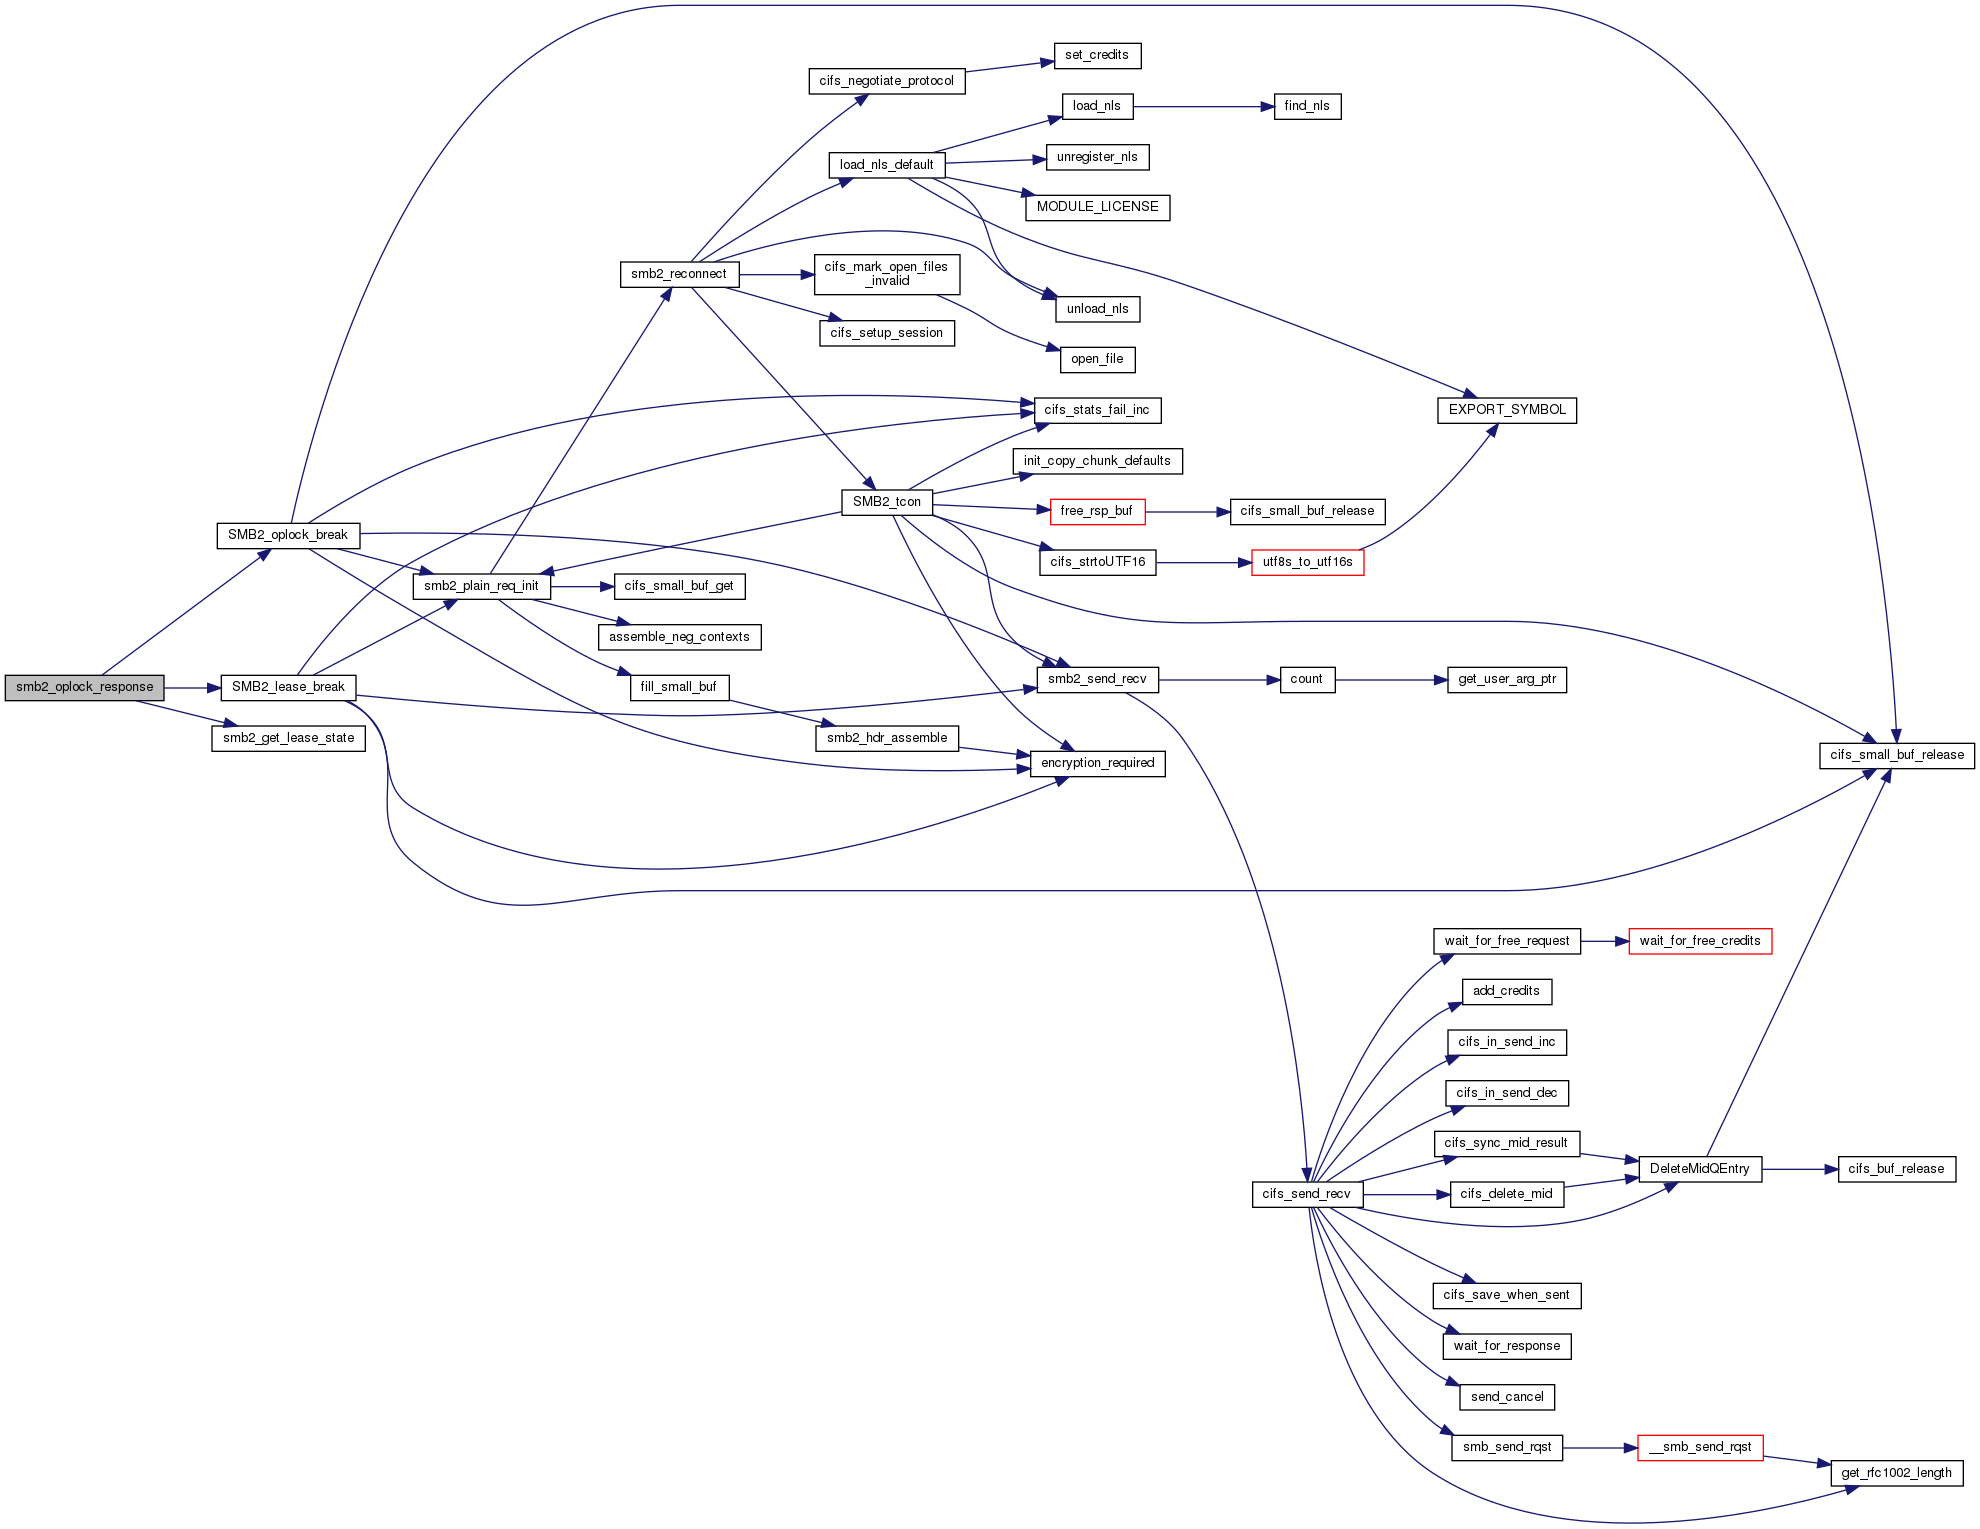 set_credits
cifs_negotiate_protocol
load_nls
find_nls
unregister_nls
load_nls_default
MODULE_LICENSE
smb2_reconnect
cifs_mark_open_files
_invalid
unload_nls
cifs_setup_session
open_file
cifs_stats_fail_inc
EXPORT_SYMBOL
init_copy_chunk_defaults
SMB2_tcon
free_rsp_buf
cifs_small_buf_release
SMB2_oplock_break
cifs_strtoUTF16
utf8s_to_utf16s
smb2_plain_req_init
cifs_small_buf_get
assemble_neg_contexts
smb2_oplock_response
SMB2_lease_break
fill_small_buf
smb2_send_recv
count
get_user_arg_ptr
smb2_get_lease_state
smb2_hdr_assemble
encryption_required
cifs_small_buf_release
wait_for_free_request
wait_for_free_credits
add_credits
cifs_in_send_inc
cifs_in_send_dec
cifs_sync_mid_result
DeleteMidQEntry
cifs_buf_release
cifs_send_recv
cifs_delete_mid
cifs_save_when_sent
wait_for_response
send_cancel
smb_send_rqst
__smb_send_rqst
get_rfc1002_length